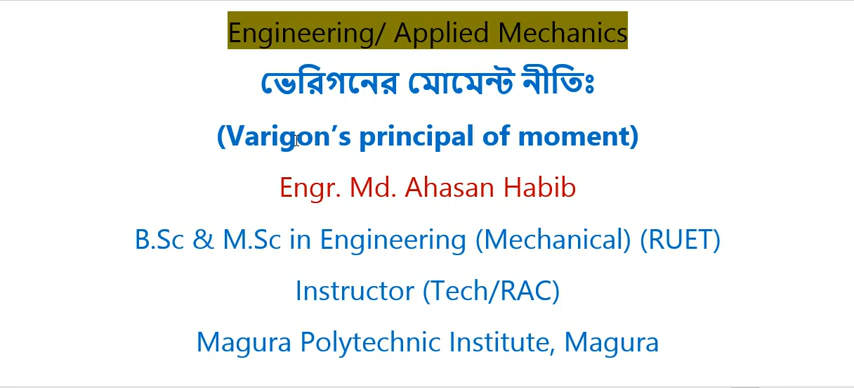 Engineering/ Applied Mechanics
ভেরিগনের মোমেন্ট নীতিঃ
(Varigon’s principal of moment)
Engr. Md. Ahasan Habib
B.Sc & M.Sc in Engineering (Mechanical) (RUET)
Instructor (Tech/RAC)
Magura Polytechnic Institute, Magura